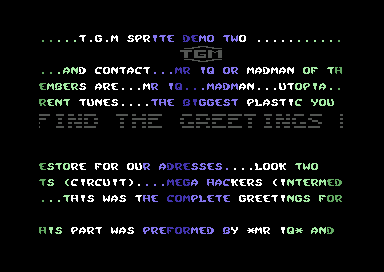 .....T.G.M SPRITE DEMO TWO ...........
TGM
...AND CONTACT...MR IQ OR MADMAN OF TH
EMBERS ARE...MR IQ...MADMAN...UTOPIA..
RENT TUNES....THE BIGGEST PLASTIC YOU
FIND THE GREETINGS
ESTORE FOR OUR ADRESSES....LOOK TWO
TS (CIRCUIT)....MEGA HACKERS (INTERMED
...THIS WAS THE COMPLETE GREETINGS FOR
HIS PART WAS PREFORMED BY *MR IQ* AND